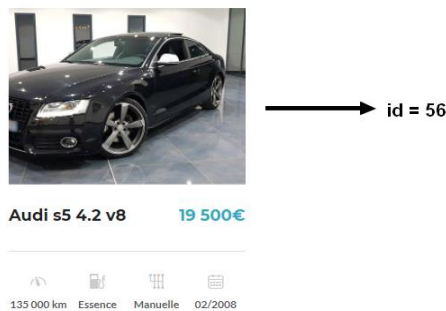 id = 56
Audi s5 4.2 v8 19 500€
135 000 km Essence Manuelle 02/2008